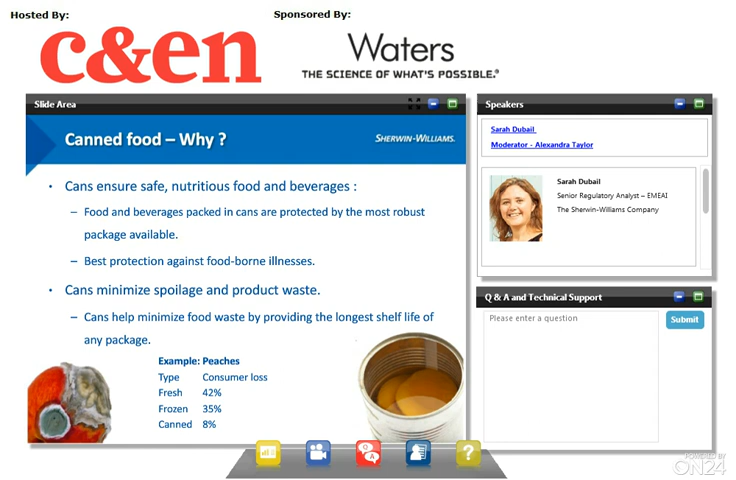 Hosted By:
Sponsored By:
c&en
Waters
THE SCIENCE OF WHAT'S POSSIBLE.®
Slide Area
Canned food – Why ?
SHERWIN-WILLIAMS.
• Cans ensure safe, nutritious food and beverages :
– Food and beverages packed in cans are protected by the most robust
package available.
– Best protection against food-borne illnesses.
• Cans minimize spoilage and product waste.
– Cans help minimize food waste by providing the longest shelf life of
any package.
Example: Peaches
Type Consumer loss
Fresh 42%
Frozen 35%
Canned 8%
Speakers
Sarah Dubail
Moderator - Alexandra Taylor
Sarah Dubail
Senior Regulatory Analyst – EMEAI
The Sherwin-Williams Company
Q & A and Technical Support
Please enter a question
Submit
Q
A
?
POWERED BY
ON24